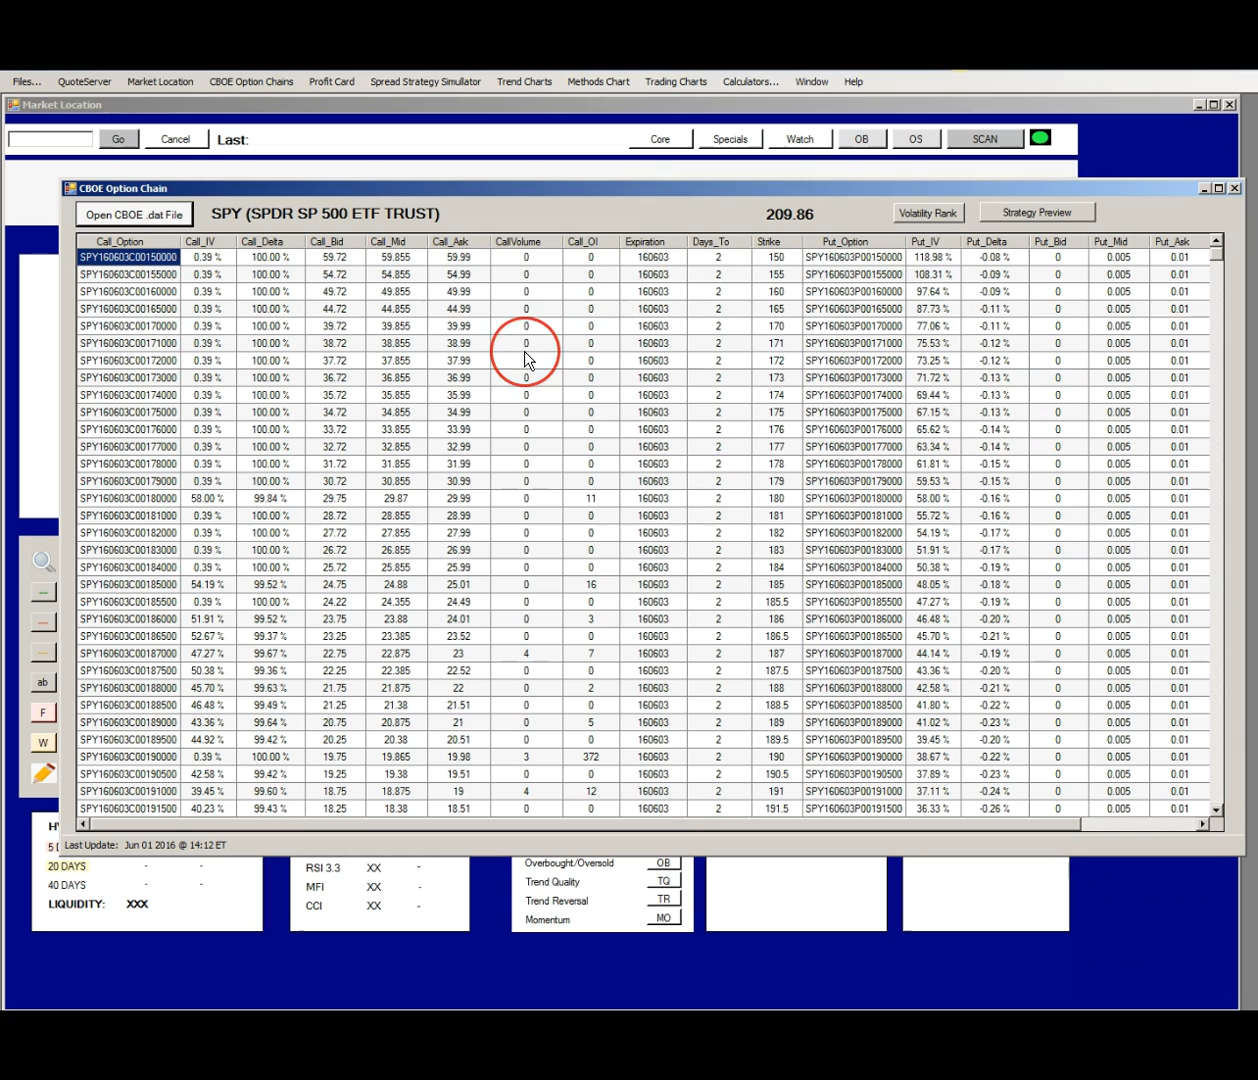 Files... QuoteServer Market Location CBOE Option Chains Profit Card Spread Strategy Simulator Trend Charts Methods Chart Trading Charts Calculators... Window Help
Market Location
Go Cancel Last: Core Specials Watch OB OS SCAN
CBOE Option Chain
Open CBOE .dat File SPY (SPDR SP 500 ETF TRUST) 209.86 Volatility Rank Strategy Preview
Call_Option Call_IV Call_Delta Call_Bid Call_Mid Call_Ask CallVolume Call_OI Expiration Days_To Strike Put_Option Put_IV Put_Delta Put_Bid Put_Mid Put_Ask
SPY160603C00150000 0.39 % 100.00 % 59.72 59.855 59.99 0 0 160603 2 150 SPY160603P00150000 118.98 % -0.08 % 0 0.005 0.01
SPY160603C00155000 0.39 % 100.00 % 54.72 54.855 54.99 0 0 160603 2 155 SPY160603P00155000 108.31 % -0.09 % 0 0.005 0.01
SPY160603C00160000 0.39 % 100.00 % 49.72 49.855 49.99 0 0 160603 2 160 SPY160603P00160000 97.64 % -0.09 % 0 0.005 0.01
SPY160603C00165000 0.39 % 100.00 % 44.72 44.855 44.99 0 0 160603 2 165 SPY160603P00165000 87.73 % -0.11 % 0 0.005 0.01
SPY160603C00170000 0.39 % 100.00 % 39.72 39.855 39.99 0 0 160603 2 170 SPY160603P00170000 77.06 % -0.11 % 0 0.005 0.01
SPY160603C00171000 0.39 % 100.00 % 38.72 38.855 38.99 0 0 160603 2 171 SPY160603P00171000 75.53 % -0.12 % 0 0.005 0.01
SPY160603C00172000 0.39 % 100.00 % 37.72 37.855 37.99 0 0 160603 2 172 SPY160603P00172000 73.25 % -0.12 % 0 0.005 0.01
SPY160603C00173000 0.39 % 100.00 % 36.72 36.855 36.99 0 0 160603 2 173 SPY160603P00173000 71.72 % -0.13 % 0 0.005 0.01
SPY160603C00174000 0.39 % 100.00 % 35.72 35.855 35.99 0 0 160603 2 174 SPY160603P00174000 69.44 % -0.13 % 0 0.005 0.01
SPY160603C00175000 0.39 % 100.00 % 34.72 34.855 34.99 0 0 160603 2 175 SPY160603P00175000 67.15 % -0.13 % 0 0.005 0.01
SPY160603C00176000 0.39 % 100.00 % 33.72 33.855 33.99 0 0 160603 2 176 SPY160603P00176000 65.62 % -0.14 % 0 0.005 0.01
SPY160603C00177000 0.39 % 100.00 % 32.72 32.855 32.99 0 0 160603 2 177 SPY160603P00177000 63.34 % -0.14 % 0 0.005 0.01
SPY160603C00178000 0.39 % 100.00 % 31.72 31.855 31.99 0 0 160603 2 178 SPY160603P00178000 61.81 % -0.15 % 0 0.005 0.01
SPY160603C00179000 0.39 % 100.00 % 30.72 30.855 30.99 0 0 160603 2 179 SPY160603P00179000 59.53 % -0.15 % 0 0.005 0.01
SPY160603C00180000 58.00 % 99.84 % 29.75 29.87 29.99 0 11 160603 2 180 SPY160603P00180000 58.00 % -0.16 % 0 0.005 0.01
SPY160603C00181000 0.39 % 100.00 % 28.72 28.855 28.99 0 0 160603 2 181 SPY160603P00181000 55.72 % -0.16 % 0 0.005 0.01
SPY160603C00182000 0.39 % 100.00 % 27.72 27.855 27.99 0 0 160603 2 182 SPY160603P00182000 54.19 % -0.17 % 0 0.005 0.01
SPY160603C00183000 0.39 % 100.00 % 26.72 26.855 26.99 0 0 160603 2 183 SPY160603P00183000 51.91 % -0.17 % 0 0.005 0.01
SPY160603C00184000 0.39 % 100.00 % 25.72 25.855 25.99 0 0 160603 2 184 SPY160603P00184000 50.38 % -0.19 % 0 0.005 0.01
SPY160603C00185000 54.19 % 99.52 % 24.75 24.88 25.01 0 16 160603 2 185 SPY160603P00185000 48.05 % -0.18 % 0 0.005 0.01
SPY160603C00185500 0.39 % 100.00 % 24.22 24.355 24.49 0 0 160603 2 185.5 SPY160603P00185500 47.27 % -0.19 % 0 0.005 0.01
SPY160603C00186000 51.91 % 99.52 % 23.75 23.88 24.01 0 3 160603 2 186 SPY160603P00186000 46.48 % -0.20 % 0 0.005 0.01
SPY160603C00186500 52.67 % 99.37 % 23.25 23.385 23.52 0 0 160603 2 186.5 SPY160603P00186500 45.70 % -0.21 % 0 0.005 0.01
SPY160603C00187000 47.27 % 99.67 % 22.75 22.875 23 4 7 160603 2 187 SPY160603P00187000 44.14 % -0.19 % 0 0.005 0.01
SPY160603C00187500 50.38 % 99.36 % 22.25 22.385 22.52 0 0 160603 2 187.5 SPY160603P00187500 43.36 % -0.20 % 0 0.005 0.01
SPY160603C00188000 45.70 % 99.63 % 21.75 21.875 22 0 2 160603 2 188 SPY160603P00188000 42.58 % -0.21 % 0 0.005 0.01
SPY160603C00188500 46.48 % 99.49 % 21.25 21.38 21.51 0 0 160603 2 188.5 SPY160603P00188500 41.80 % -0.22 % 0 0.005 0.01
SPY160603C00189000 43.36 % 99.64 % 20.75 20.875 21 0 5 160603 2 189 SPY160603P00189000 41.02 % -0.23 % 0 0.005 0.01
SPY160603C00189500 44.92 % 99.42 % 20.25 20.38 20.51 0 0 160603 2 189.5 SPY160603P00189500 39.45 % -0.20 % 0 0.005 0.01
SPY160603C00190000 0.39 % 100.00 % 19.75 19.865 19.98 3 372 160603 2 190 SPY160603P00190000 38.67 % -0.22 % 0 0.005 0.01
SPY160603C00190500 42.58 % 99.42 % 19.25 19.38 19.51 0 0 160603 2 190.5 SPY160603P00190500 37.89 % -0.23 % 0 0.005 0.01
SPY160603C00191000 39.45 % 99.60 % 18.75 18.875 19 4 12 160603 2 191 SPY160603P00191000 37.11 % -0.24 % 0 0.005 0.01
SPY160603C00191500 40.23 % 99.43 % 18.25 18.38 18.51 0 0 160603 2 191.5 SPY160603P00191500 36.33 % -0.26 % 0 0.005 0.01
ab
F
W
Last Update: Jun 01 2016 @ 14:12 ET
20 DAYS - -
40 DAYS - -
LIQUIDITY: XXX
RSI 3.3 XX -
MFI XX -
CCI XX -
Overbought/Oversold OB
Trend Quality TQ
Trend Reversal TR
Momentum MO